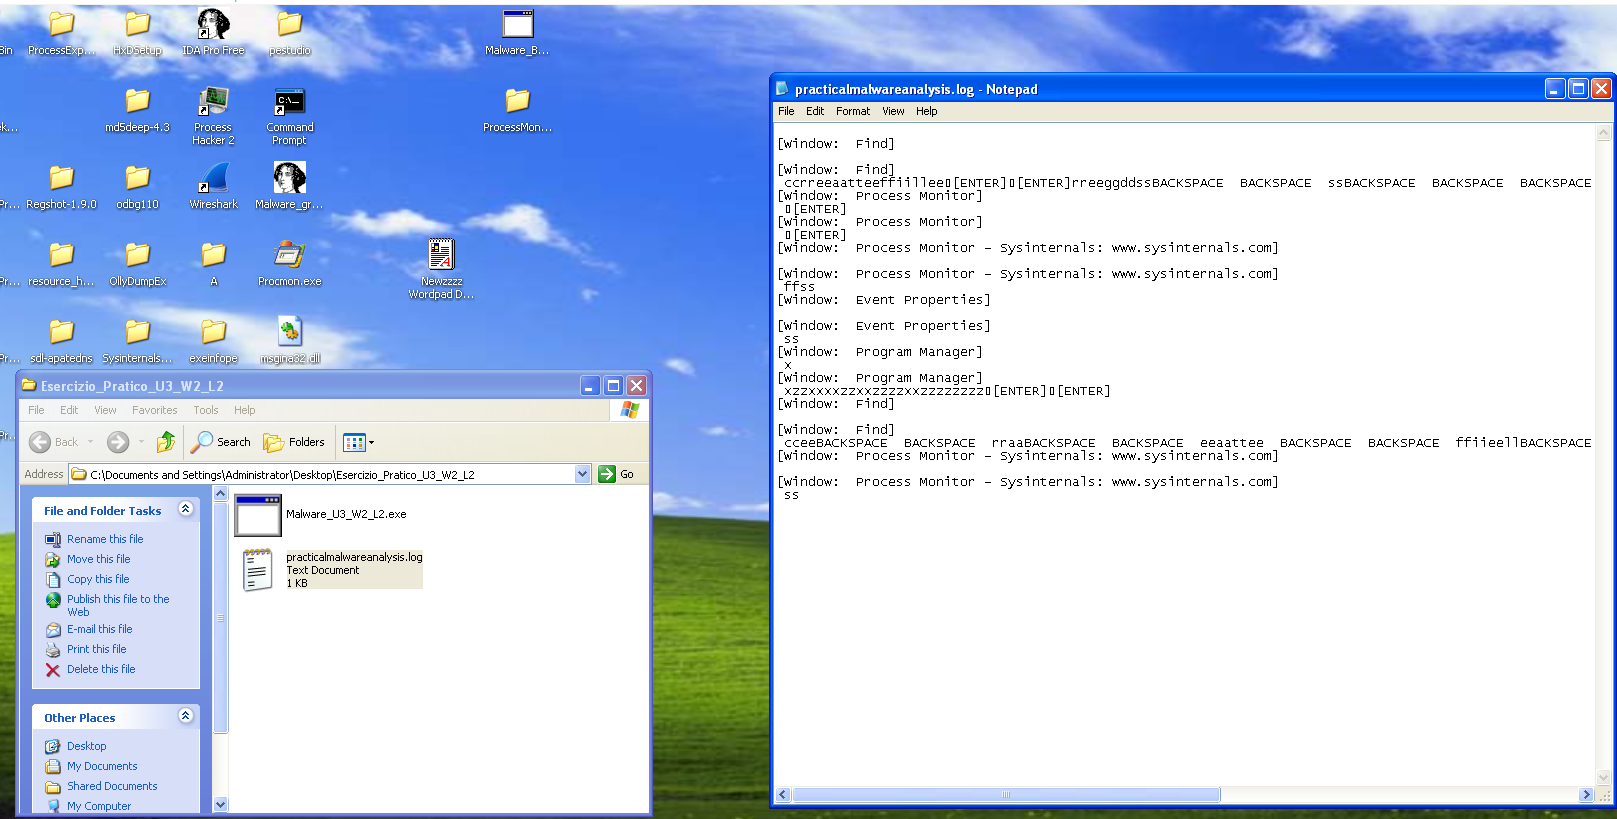 Bin
ProcessExp...
HxDSetup
IDA Pro Free
pestudio
Malware_B...
ek...
md5deep-4.3
Process
Hacker 2
Command
Prompt
ProcessMon...
Pr...
Regshot-1.9.0
odbg110
Wireshark
Malware_gr...
Pr...
resource_h...
OllyDumpEx
A
Procmon.exe
Newzzzz
Wordpad D...
Pr...
sdl-apatedns
Sysinternals...
exeinfope
msgina32.dll
Pr...
C:\_
Esercizio_Pratico_U3_W2_L2
File Edit View Favorites Tools Help
Back Search Folders
Address C:\Documents and Settings\Administrator\Desktop\Esercizio_Pratico_U3_W2_L2 Go
File and Folder Tasks
Rename this file
Move this file
Copy this file
Publish this file to the
Web
E-mail this file
Print this file
Delete this file
Other Places
Desktop
My Documents
Shared Documents
My Computer
Malware_U3_W2_L2.exe
practicalmalwareanalysis.log
Text Document
1 KB
practicalmalwareanalysis.log - Notepad
File Edit Format View Help
[Window:  Find]
[Window:  Find]
ccrreeaatteeffiillee▯[ENTER]▯[ENTER]rreeggddssBACKSPACE  BACKSPACE  ssBACKSPACE  BACKSPACE  BACKSPACE
[Window:  Process Monitor]
▯[ENTER]
[Window:  Process Monitor]
▯[ENTER]
[Window:  Process Monitor – Sysinternals: www.sysinternals.com]
[Window:  Process Monitor – Sysinternals: www.sysinternals.com]
ffss
[Window:  Event Properties]
[Window:  Event Properties]
ss
[Window:  Program Manager]
x
[Window:  Program Manager]
xzzxxxxzzxxzzzzxxzzzzzzzz▯[ENTER]▯[ENTER]
[Window:  Find]
[Window:  Find]
cceeBACKSPACE  BACKSPACE  rraaBACKSPACE  BACKSPACE  eeaattee  BACKSPACE  BACKSPACE  ffiieellBACKSPACE
[Window:  Process Monitor – Sysinternals: www.sysinternals.com]
[Window:  Process Monitor – Sysinternals: www.sysinternals.com]
ss